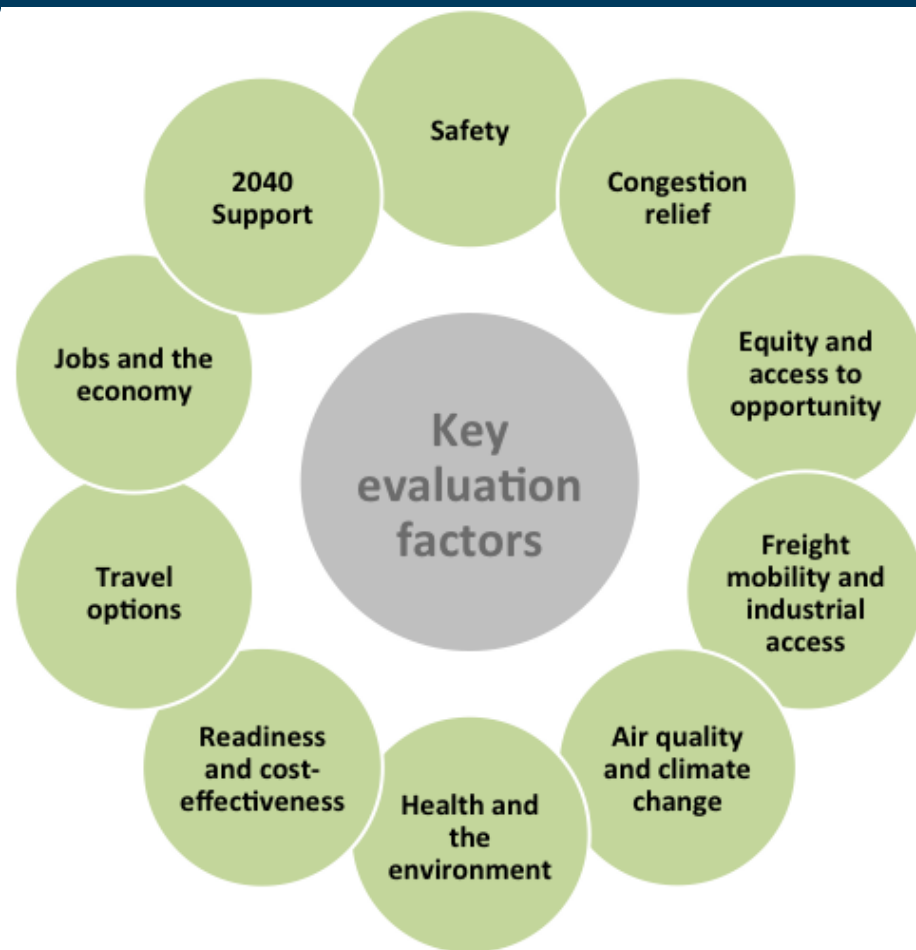 Safety
Congestion
relief
Equity and
access to
opportunity
Freight
mobility and
industrial
access
Air quality
and climate
change
Health and
the
environment
Readiness
and cost-
effectiveness
Travel
options
Jobs and the
economy
2040
Support
Key
evaluation
factors